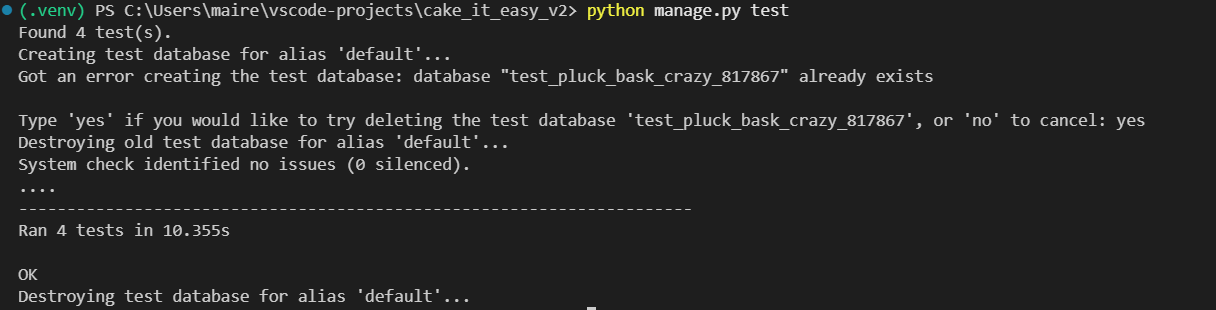 (.venv) PS C:\Users\maire\vscode-projects\cake_it_easy_v2> python manage.py test
Found 4 test(s).
Creating test database for alias 'default'...
Got an error creating the test database: database "test_pluck_bask_crazy_817867" already exists
Type 'yes' if you would like to try deleting the test database 'test_pluck_bask_crazy_817867', or 'no' to cancel: yes
Destroying old test database for alias 'default'...
System check identified no issues (0 silenced).
....
----------------------------------------------------------------------
Ran 4 tests in 10.355s
OK
Destroying test database for alias 'default'...